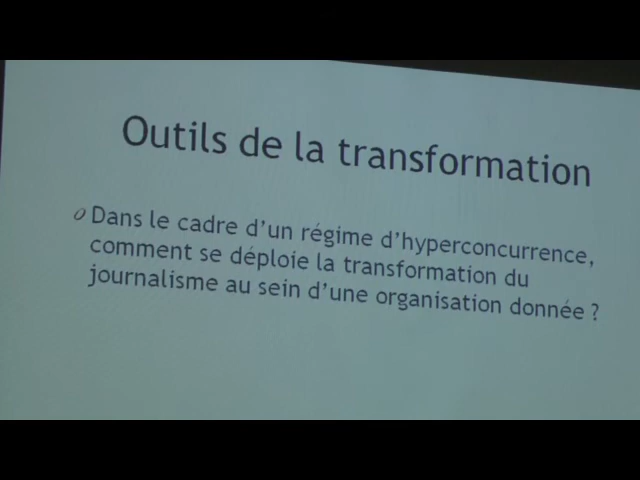 Outils de la transformation
Dans le cadre d'un régime d'hyperconcurrence,
comment se déploie la transformation du
journalisme au sein d'une organisation donnée ?